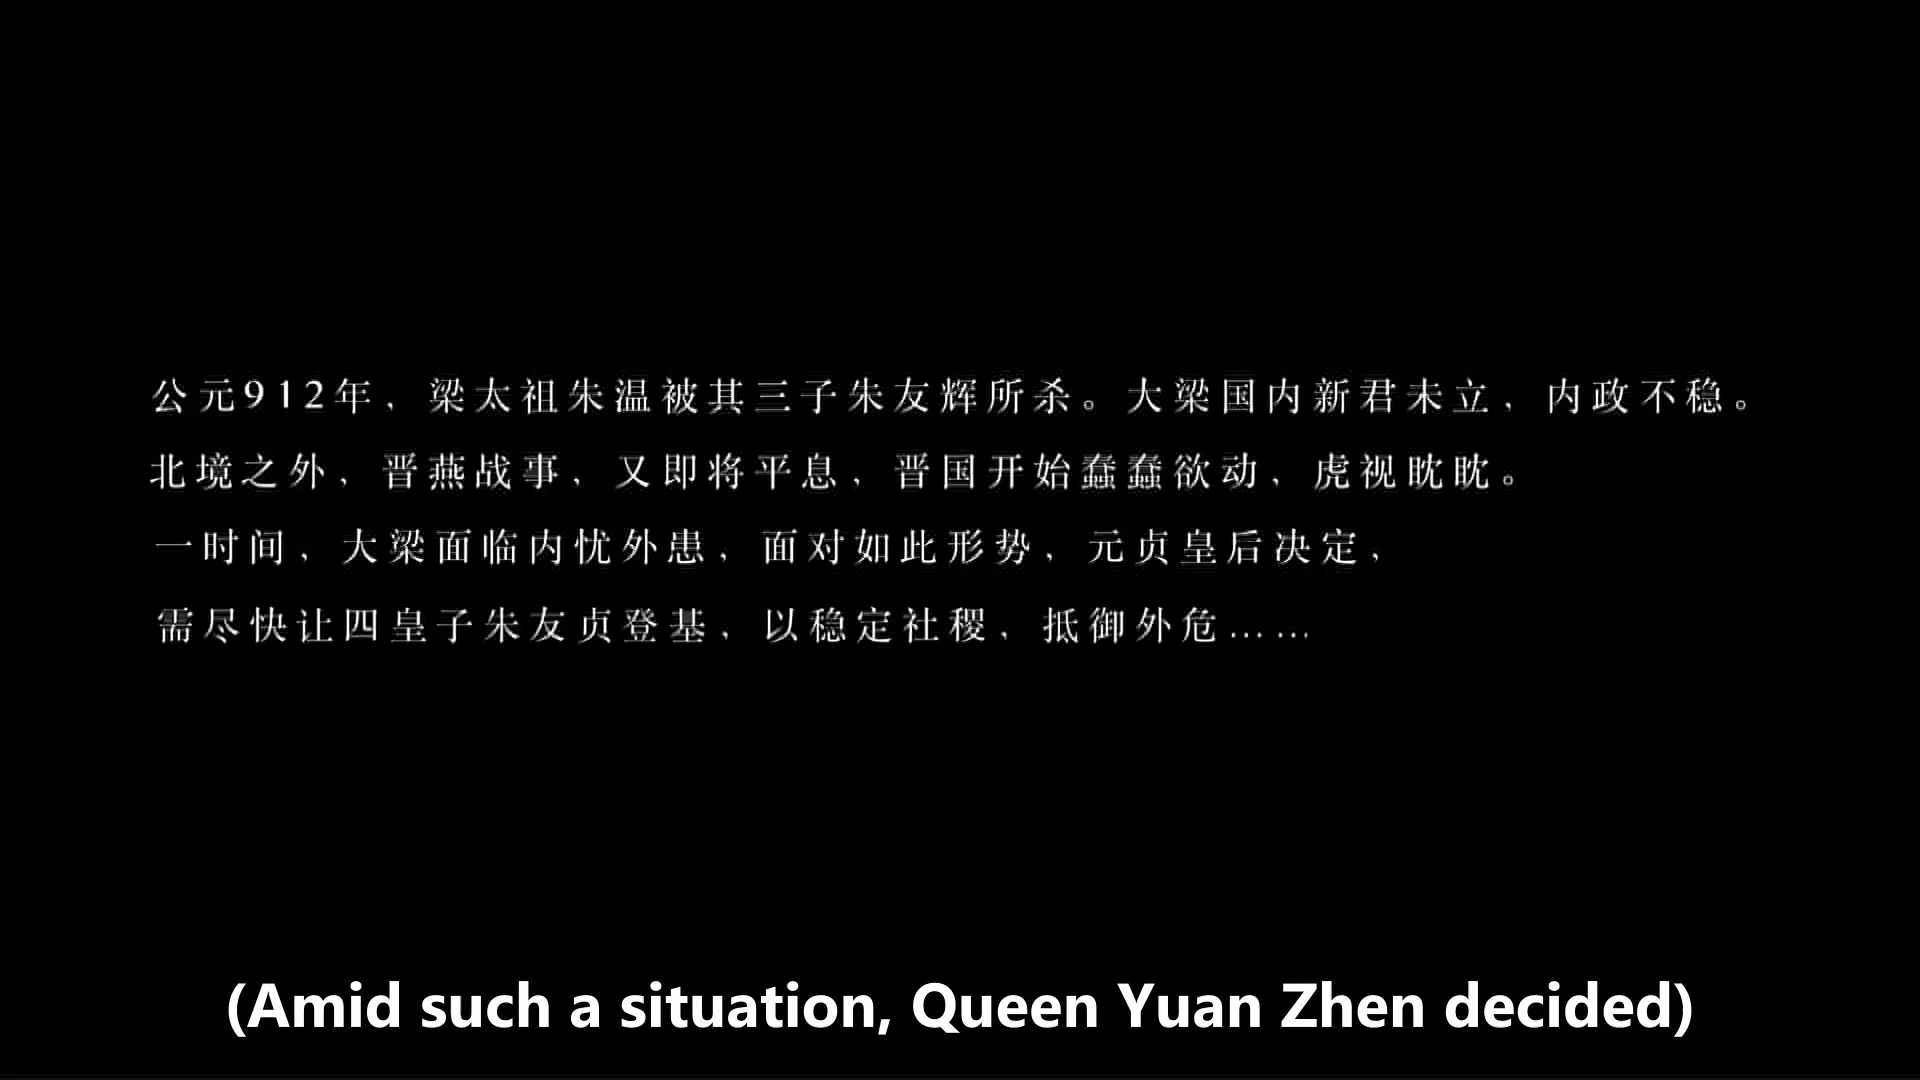 公元912年，梁太祖朱温被其三子朱友辉所杀。大梁国内新君未立，内政不稳。
北境之外，晋燕战事，又即将平息，晋国开始蠢蠢欲动，虎视眈眈。
一时间，大梁面临内忧外患，面对如此形势，元贞皇后决定，
需尽快让四皇子朱友贞登基，以稳定社稷，抵御外危……
(Amid such a situation, Queen Yuan Zhen decided)